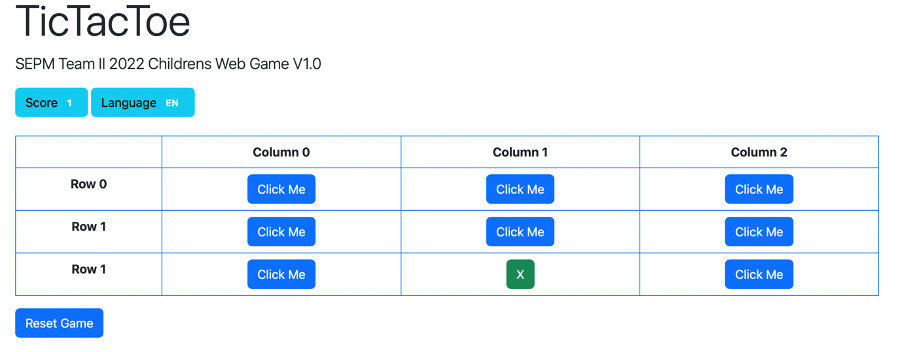 TicTacToe
SEPM Team II 2022 Childrens Web Game V1.0
Score 1 Language EN
Column 0 Column 1 Column 2
Row 0 Click Me Click Me Click Me
Row 1 Click Me Click Me Click Me
Row 1 Click Me X Click Me
Reset Game